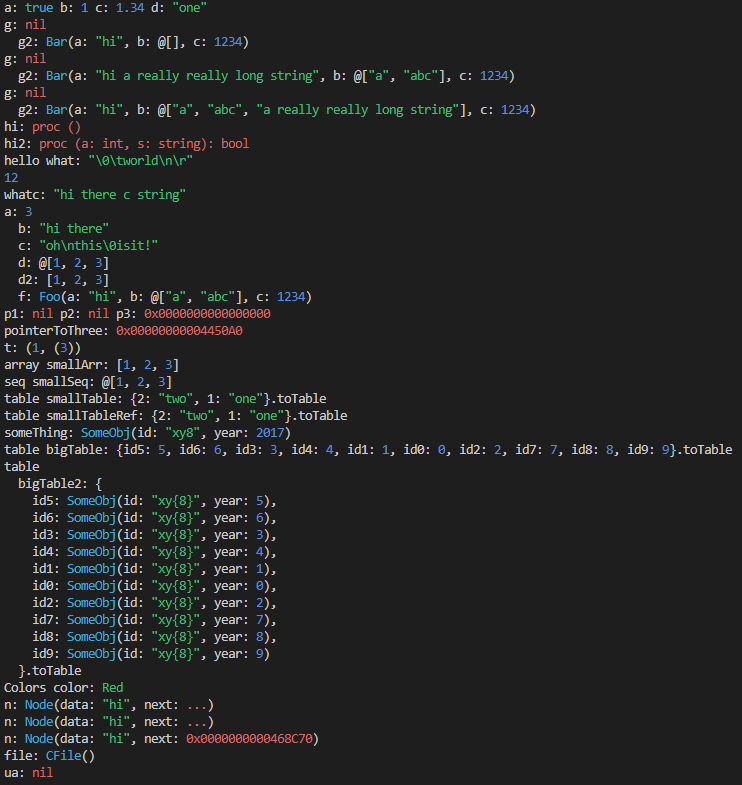 a: true b: 1 c: 1.34 d: "one"
g: nil
  g2: Bar(a: "hi", b: @[], c: 1234)
g: nil
  g2: Bar(a: "hi a really really long string", b: @["a", "abc"], c: 1234)
g: nil
  g2: Bar(a: "hi", b: @["a", "abc", "a really really long string"], c: 1234)
hi: proc ()
hi2: proc (a: int, s: string): bool
hello what: "\0\tworld\n\r"
12
whatc: "hi there c string"
a: 3
  b: "hi there"
  c: "oh\nthis\0isit!"
  d: @[1, 2, 3]
  d2: [1, 2, 3]
  f: Foo(a: "hi", b: @["a", "abc"], c: 1234)
p1: nil p2: nil p3: 0x0000000000000000
pointerToThree: 0x00000000004450A0
t: (1, (3))
array smallArr: [1, 2, 3]
seq smallSeq: @[1, 2, 3]
table smallTable: {2: "two", 1: "one"}.toTable
table smallTableRef: {2: "two", 1: "one"}.toTable
someThing: SomeObj(id: "xy8", year: 2017)
table bigTable: {id5: 5, id6: 6, id3: 3, id4: 4, id1: 1, id0: 0, id2: 2, id7: 7, id8: 8, id9: 9}.toTable
table
  bigTable2: {
    id5: SomeObj(id: "xy{8}", year: 5),
    id6: SomeObj(id: "xy{8}", year: 6),
    id3: SomeObj(id: "xy{8}", year: 3),
    id4: SomeObj(id: "xy{8}", year: 4),
    id1: SomeObj(id: "xy{8}", year: 1),
    id0: SomeObj(id: "xy{8}", year: 0),
    id2: SomeObj(id: "xy{8}", year: 2),
    id7: SomeObj(id: "xy{8}", year: 7),
    id8: SomeObj(id: "xy{8}", year: 8),
    id9: SomeObj(id: "xy{8}", year: 9)
  }.toTable
Colors color: Red
n: Node(data: "hi", next: ...)
n: Node(data: "hi", next: ...)
n: Node(data: "hi", next: 0x0000000000468C70)
file: CFile()
ua: nil